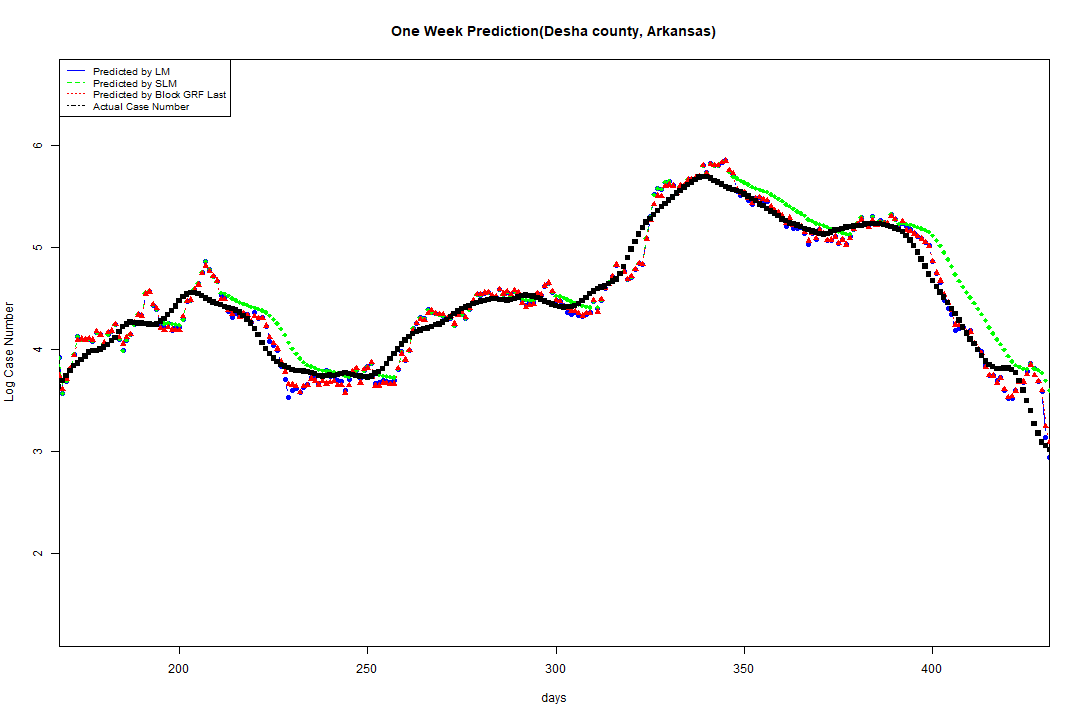 One Week Prediction(Desha county, Arkansas)
Predicted by LM
Predicted by SLM
Predicted by Block GRF Last
Actual Case Number
Log Case Number
6
5
4
3
2
200 250 300 350 400
days